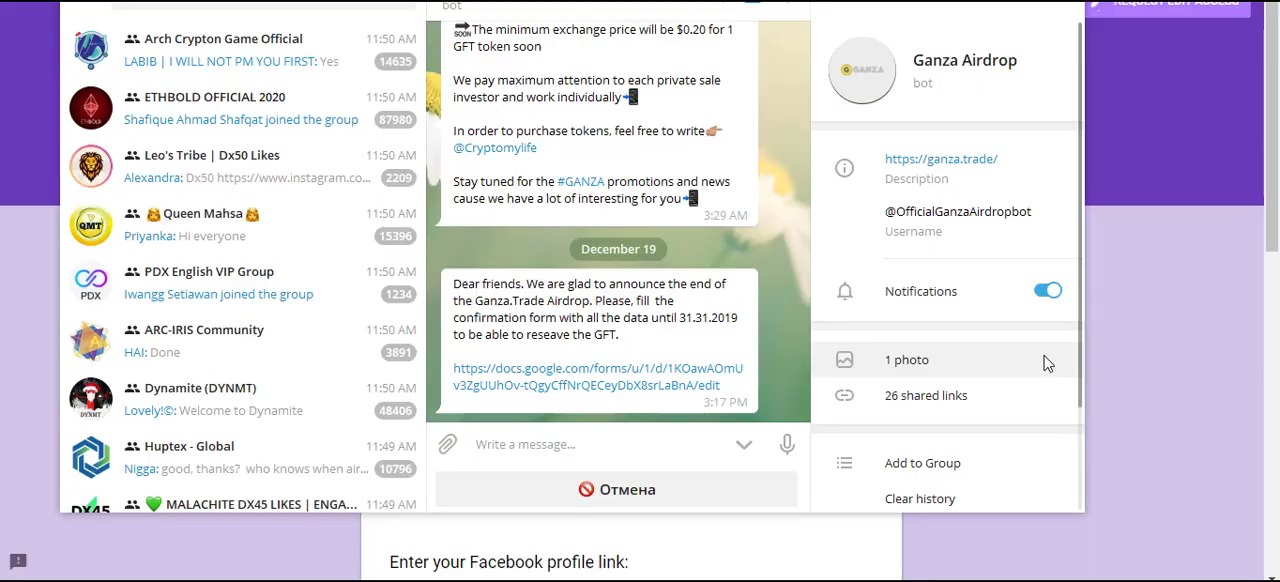 Arch Crypton Game Official 11:50 AM
LABIB | I WILL NOT PM YOU FIRST: Yes 14635
ETHBOLD OFFICIAL 2020 11:50 AM
Shafique Ahmad Shafqat joined the group 87980
Leo's Tribe | Dx50 Likes 11:50 AM
Alexandra: Dx50 https://www.instagram.co... 2209
QMT
Queen Mahsa 11:50 AM
Priyanka: Hi everyone 15396
PDX
PDX English VIP Group 11:50 AM
Iwangg Setiawan joined the group 1234
ARC-IRIS Community 11:50 AM
HAI: Done 3891
DYNMT
Dynamite (DYNMT) 11:50 AM
Lovely!©: Welcome to Dynamite 48406
Huptex - Global 11:49 AM
Nigga: good, thanks? who knows when air... 10796
DX45
MALACHITE DX45 LIKES | ENGA... 11:49 AM
bot
SOON The minimum exchange price will be $0.20 for 1
GFT token soon
We pay maximum attention to each private sale
investor and work individually
In order to purchase tokens, feel free to write
@Cryptomylife
Stay tuned for the #GANZA promotions and news
cause we have a lot of interesting for you
3:29 AM
December 19
Dear friends. We are glad to announce the end of
the Ganza.Trade Airdrop. Please, fill the
confirmation form with all the data until 31.31.2019
to be able to reseave the GFT.
https://docs.google.com/forms/u/1/d/1KOawAOmU
v3ZgUUhOv-tQgyCffNrQECeyDbX8srLaBnA/edit
3:17 PM
Write a message...
Отмена
GANZA
Ganza Airdrop
bot
https://ganza.trade/
Description
@OfficialGanzaAirdropbot
Username
Notifications
1 photo
26 shared links
Add to Group
Clear history
REQUEST EDIT ACCESS
Enter your Facebook profile link: